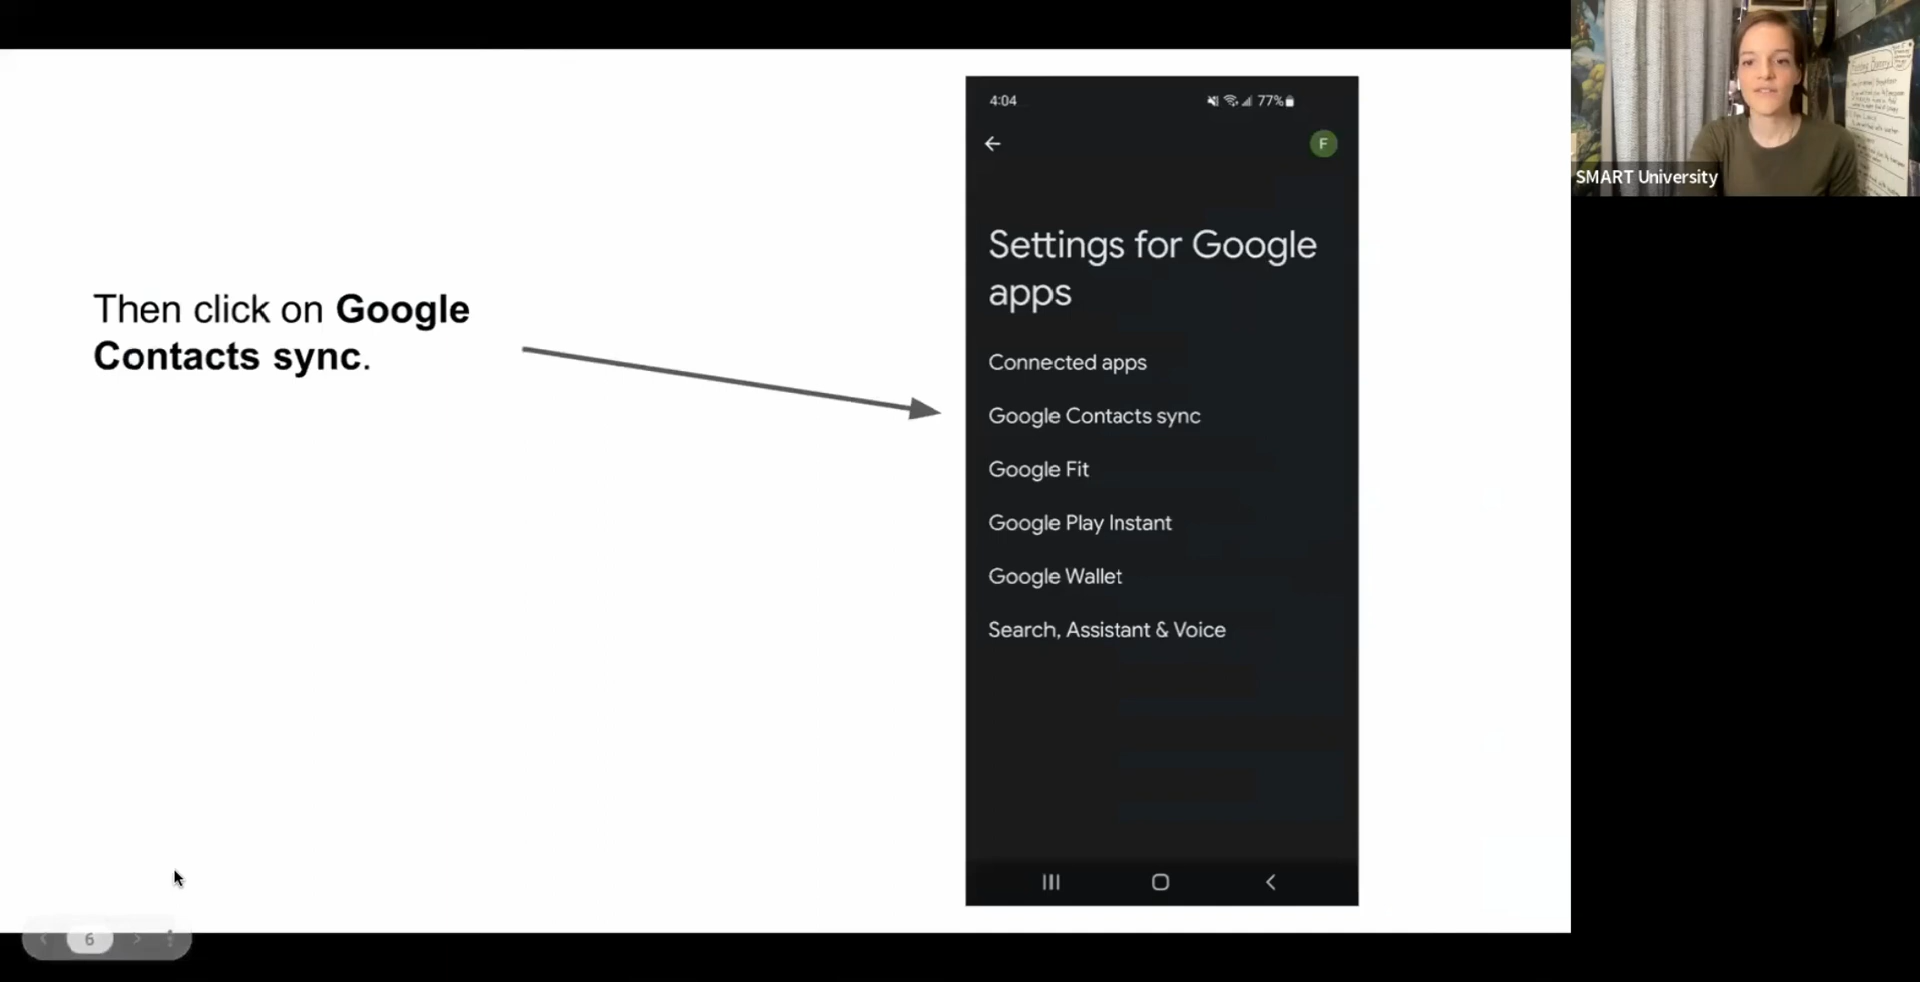 Then click on Google
Contacts sync.
4:04
77%
F
Settings for Google
apps
Connected apps
Google Contacts sync
Google Fit
Google Play Instant
Google Wallet
Search, Assistant & Voice
6
SMART University